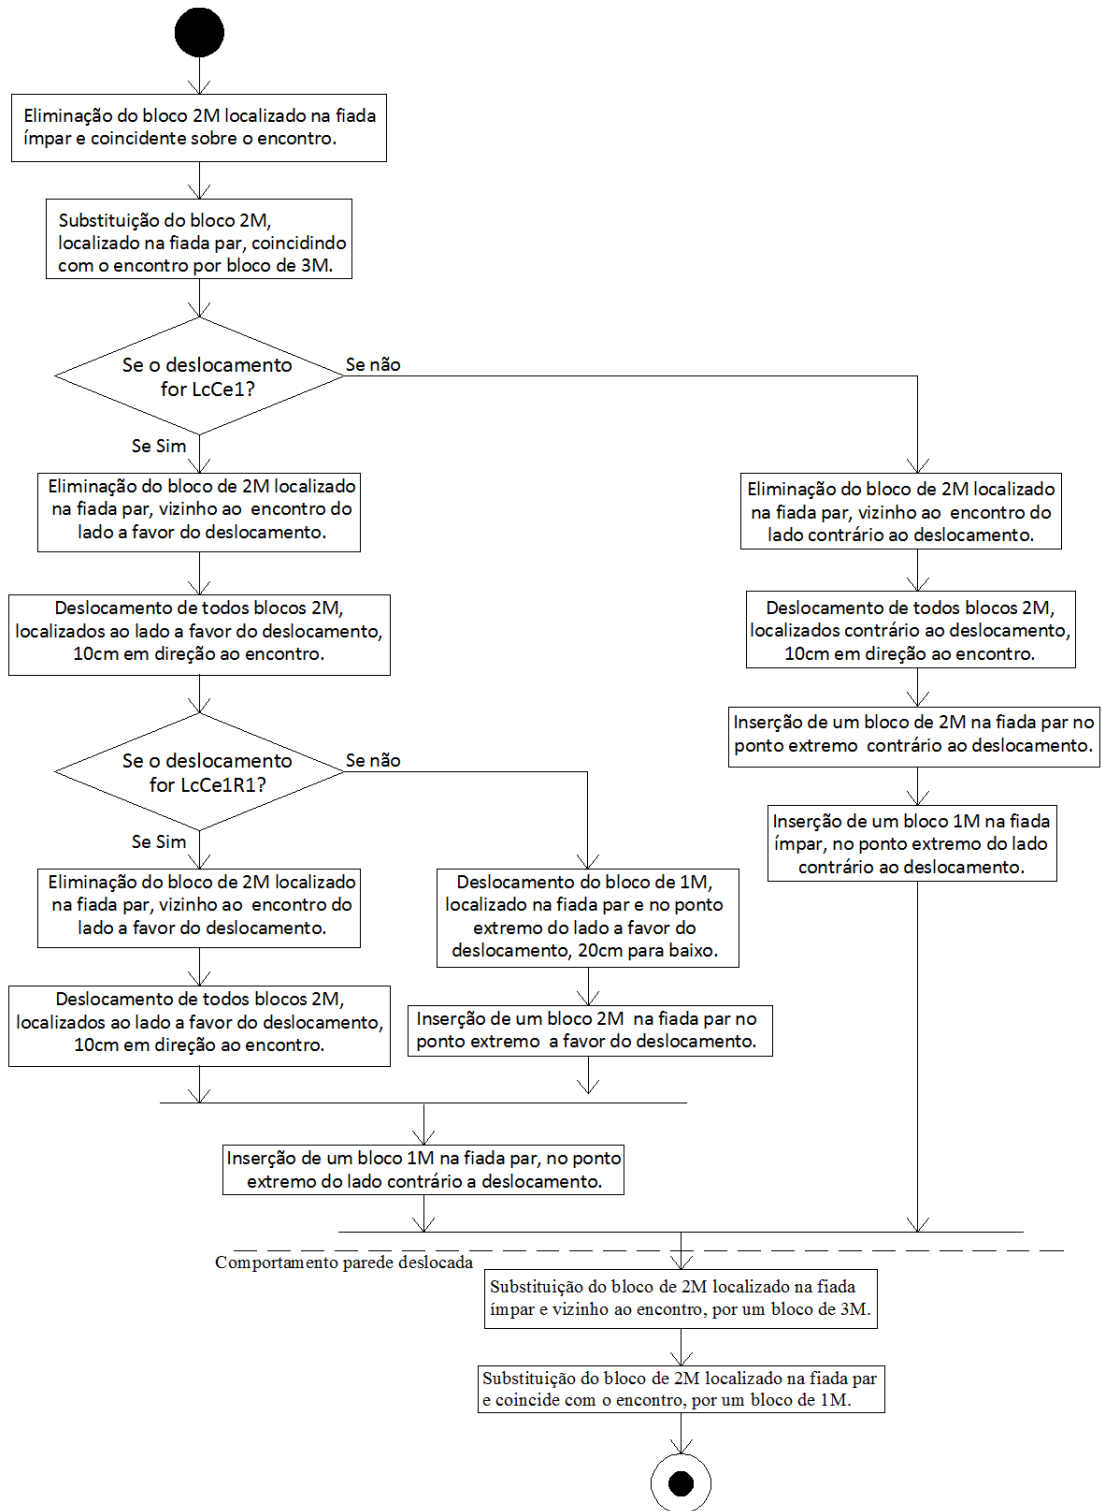 Eliminação do bloco 2M localizado na fiada
ímpar e coincidente sobre o encontro.
Substituição do bloco 2M,
localizado na fiada par, coincidindo
com o encontro por bloco de 3M.
Se o deslocamento
for LcCe1?
Se não
Se Sim
Eliminação do bloco de 2M localizado
na fiada par, vizinho ao encontro do
lado a favor do deslocamento.
Eliminação do bloco de 2M localizado
na fiada par, vizinho ao encontro do
lado contrário ao deslocamento.
Deslocamento de todos blocos 2M,
localizados ao lado a favor do deslocamento,
10cm em direção ao encontro.
Deslocamento de todos blocos 2M,
localizados contrário ao deslocamento,
10cm em direção ao encontro.
Inserção de um bloco de 2M na fiada par no
ponto extremo contrário ao deslocamento.
Se o deslocamento
for LcCe1R1?
Se não
Se Sim
Inserção de um bloco 1M na fiada
ímpar, no ponto extremo do lado
contrário ao deslocamento.
Eliminação do bloco de 2M localizado
na fiada par, vizinho ao encontro do
lado a favor do deslocamento.
Deslocamento do bloco de 1M,
localizado na fiada par e no ponto
extremo do lado a favor do
deslocamento, 20cm para baixo.
Deslocamento de todos blocos 2M,
localizados ao lado a favor do deslocamento,
10cm em direção ao encontro.
Inserção de um bloco 2M na fiada par no
ponto extremo a favor do deslocamento.
Inserção de um bloco 1M na fiada par, no ponto
extremo do lado contrário a deslocamento.
Comportamento parede deslocada
Substituição do bloco de 2M localizado na fiada
ímpar e vizinho ao encontro, por um bloco de 3M.
Substituição do bloco de 2M localizado na fiada par
e coincide com o encontro, por um bloco de 1M.